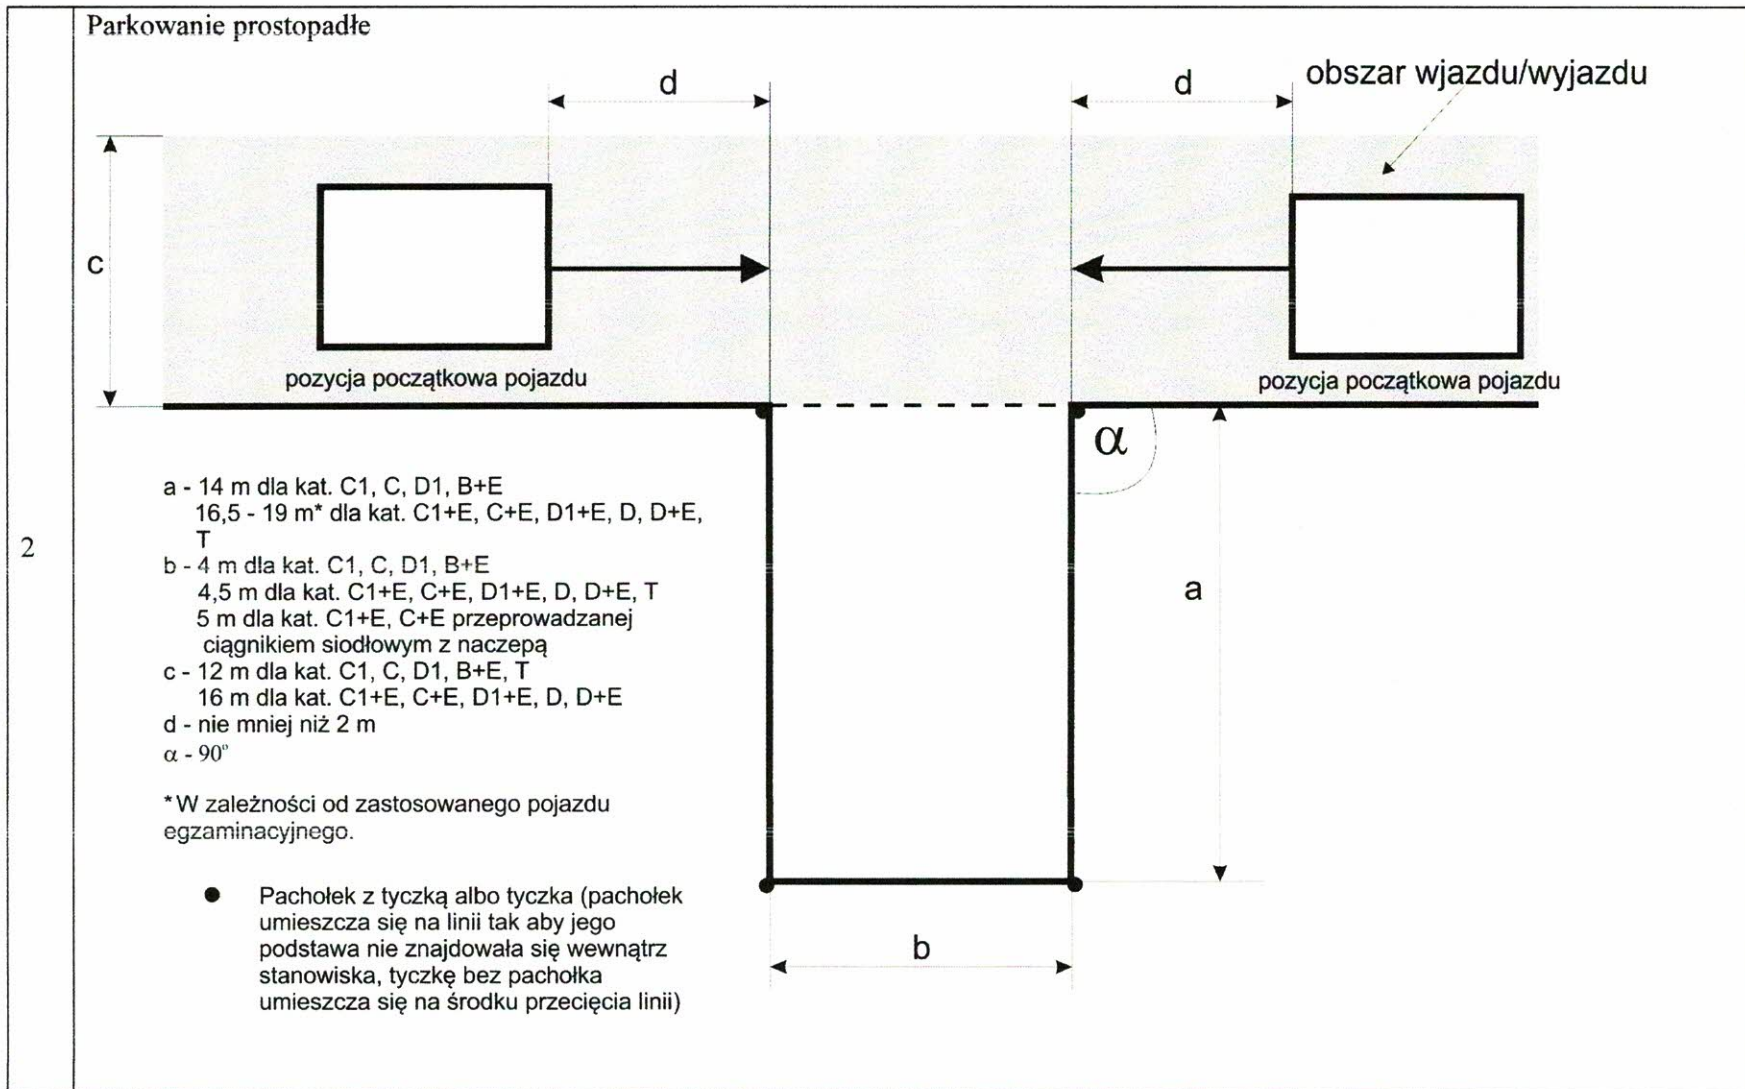 Parkowanie prostopadłe
d
d
obszar wjazdu/wyjazdu
c
pozycja początkowa pojazdu
pozycja początkowa pojazdu
α
a - 14 m dla kat. C1, C, D1, B+E
16,5 - 19 m* dla kat. C1+E, C+E, D1+E, D, D+E,
T
2
b - 4 m dla kat. C1, C, D1, B+E
4,5 m dla kat. C1+E, C+E, D1+E, D, D+E, T
a
5 m dla kat. C1+E, C+E przeprowadzanej
ciągnikiem siodłowym z naczepą
c - 12 m dla kat. C1, C, D1, B+E, T
16 m dla kat. C1+E, C+E, D1+E, D, D+E
d - nie mniej niż 2 m
α - 90°
*W zależności od zastosowanego pojazdu
egzaminacyjnego.
● Pachołek z tyczką albo tyczka (pachołek
umieszcza się na linii tak aby jego
podstawa nie znajdowała się wewnątrz
stanowiska, tyczkę bez pachołka
umieszcza się na środku przecięcia linii)
b